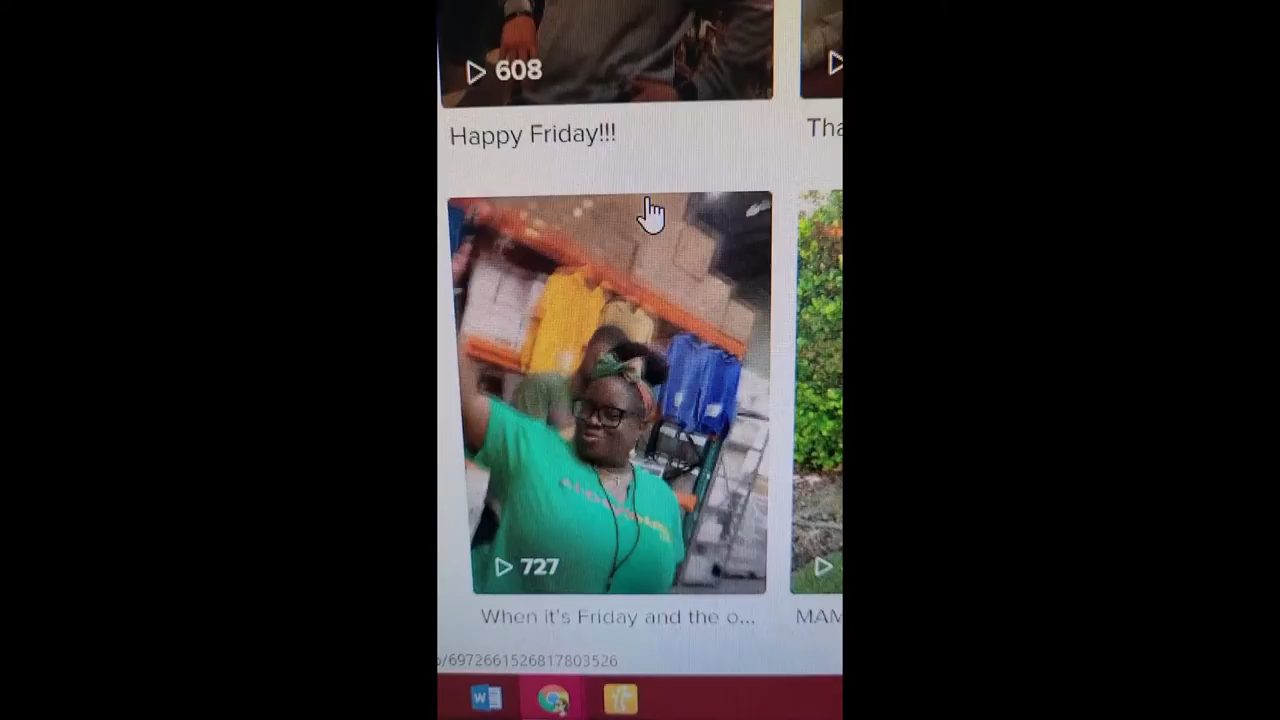 608
Happy Friday!!!
Tha
727
When it's Friday and the o...
MAM
/6972661526817803526
W